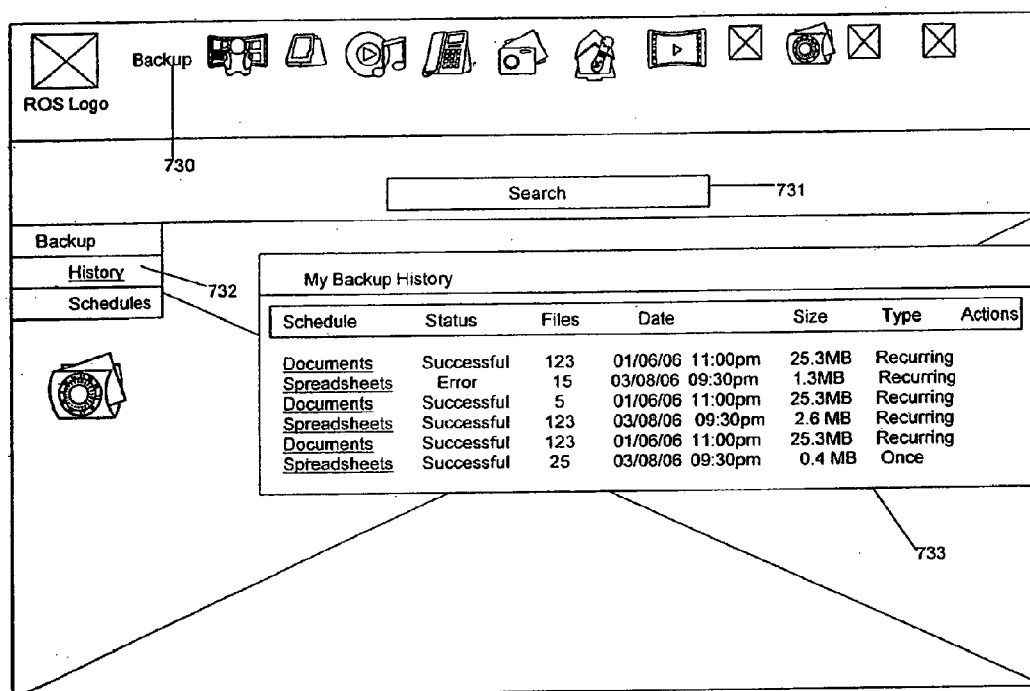 Backup
ROS Logo
730
Search
731
Backup
History
732
Schedules
My Backup History
Schedule Status Files Date Size Type Actions
Documents Successful 123 01/06/06 11:00pm 25.3MB Recurring
Spreadsheets Error 15 03/08/06 09:30pm 1.3MB Recurring
Documents Successful 5 01/06/06 11:00pm 25.3MB Recurring
Spreadsheets Successful 123 03/08/06 09:30pm 2.6 MB Recurring
Documents Successful 123 01/06/06 11:00pm 25.3MB Recurring
Spreadsheets Successful 25 03/08/06 09:30pm 0.4 MB Once
733